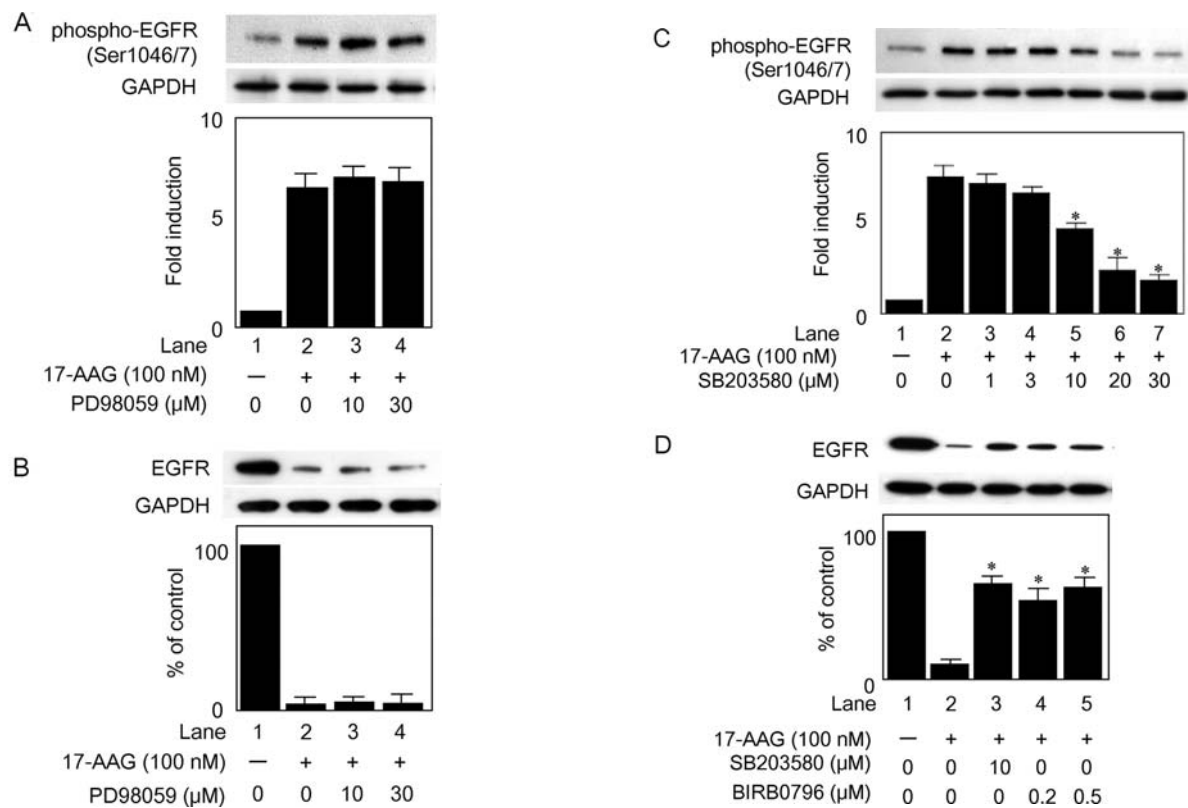 A
phospho-EGFR
(Ser1046/7)
GAPDH
10
5
0
Fold induction
Lane 1 2 3 4
17-AAG (100 nM) — + + +
PD98059 (µM) 0 0 10 30
B
EGFR
GAPDH
100
0
% of control
Lane 1 2 3 4
17-AAG (100 nM) — + + +
PD98059 (µM) 0 0 10 30
C
phospho-EGFR
(Ser1046/7)
GAPDH
10
5
0
Fold induction
* * *
Lane 1 2 3 4 5 6 7
17-AAG (100 nM) — + + + + + +
SB203580 (µM) 0 0 1 3 10 20 30
D
EGFR
GAPDH
100
0
% of control
* * *
Lane 1 2 3 4 5
17-AAG (100 nM) — + + + +
SB203580 (µM) 0 0 10 0 0
BIRB0796 (µM) 0 0 0 0.2 0.5